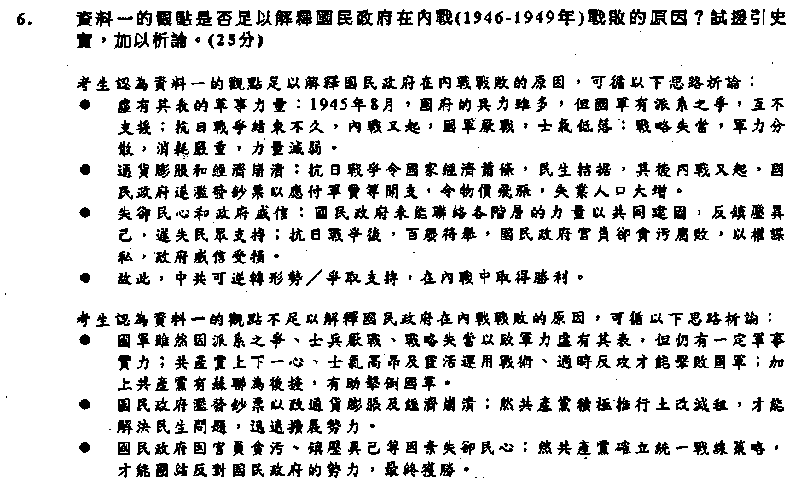 6. 資料一的觀點是否足以解釋國民政府在內戰(1946-1949年)戰敗的原因？試援引史
實，加以析論。(25分)
考生認為資料一的觀點足以解釋國民政府在內戰戰敗的原因，可循以下思路析論：
● 虛有其表的軍事力量：1945年8月，國府的兵力雖多，但國軍有派系之爭，互不
支援；抗日戰爭結束不久，內戰又起，國軍厭戰，士氣低落；戰略失當，軍力分
散，消耗嚴重，力量減弱。
● 通貨膨脹和經濟崩潰：抗日戰爭令國家經濟蕭條，民生拮据，其後內戰又起，國
民政府遂濫發鈔票以應付軍費等開支，令物價飛漲，失業人口大增。
● 失卻民心和政府威信：國民政府未能聯絡各階層的力量以共同建國，反鎮壓異
己，遂失民眾支持；抗日戰爭後，百廢待舉，國民政府官員卻貪污腐敗，以權謀
私，政府威信受損。
● 故此，中共可逆轉形勢／爭取支持，在內戰中取得勝利。
考生認為資料一的觀點不足以解釋國民政府在內戰戰敗的原因，可循以下思路析論：
● 國軍雖然因派系之爭、士兵厭戰、戰略失當以致軍力虛有其表，但仍有一定軍事
實力；共產黨上下一心、士氣高昂及靈活運用戰術、適時反攻才能擊敗國軍；加
上共產黨有蘇聯為後援，有助擊倒國軍。
● 國民政府濫發鈔票以致通貨膨脹及經濟崩潰；然共產黨積極推行土改減租，才能
解決民生問題，迅速擴展勢力。
● 國民政府因官員貪污、鎮壓異己等因素失卻民心；然共產黨確立統一戰線策略，
才能團結反對國民政府的勢力，最終獲勝。